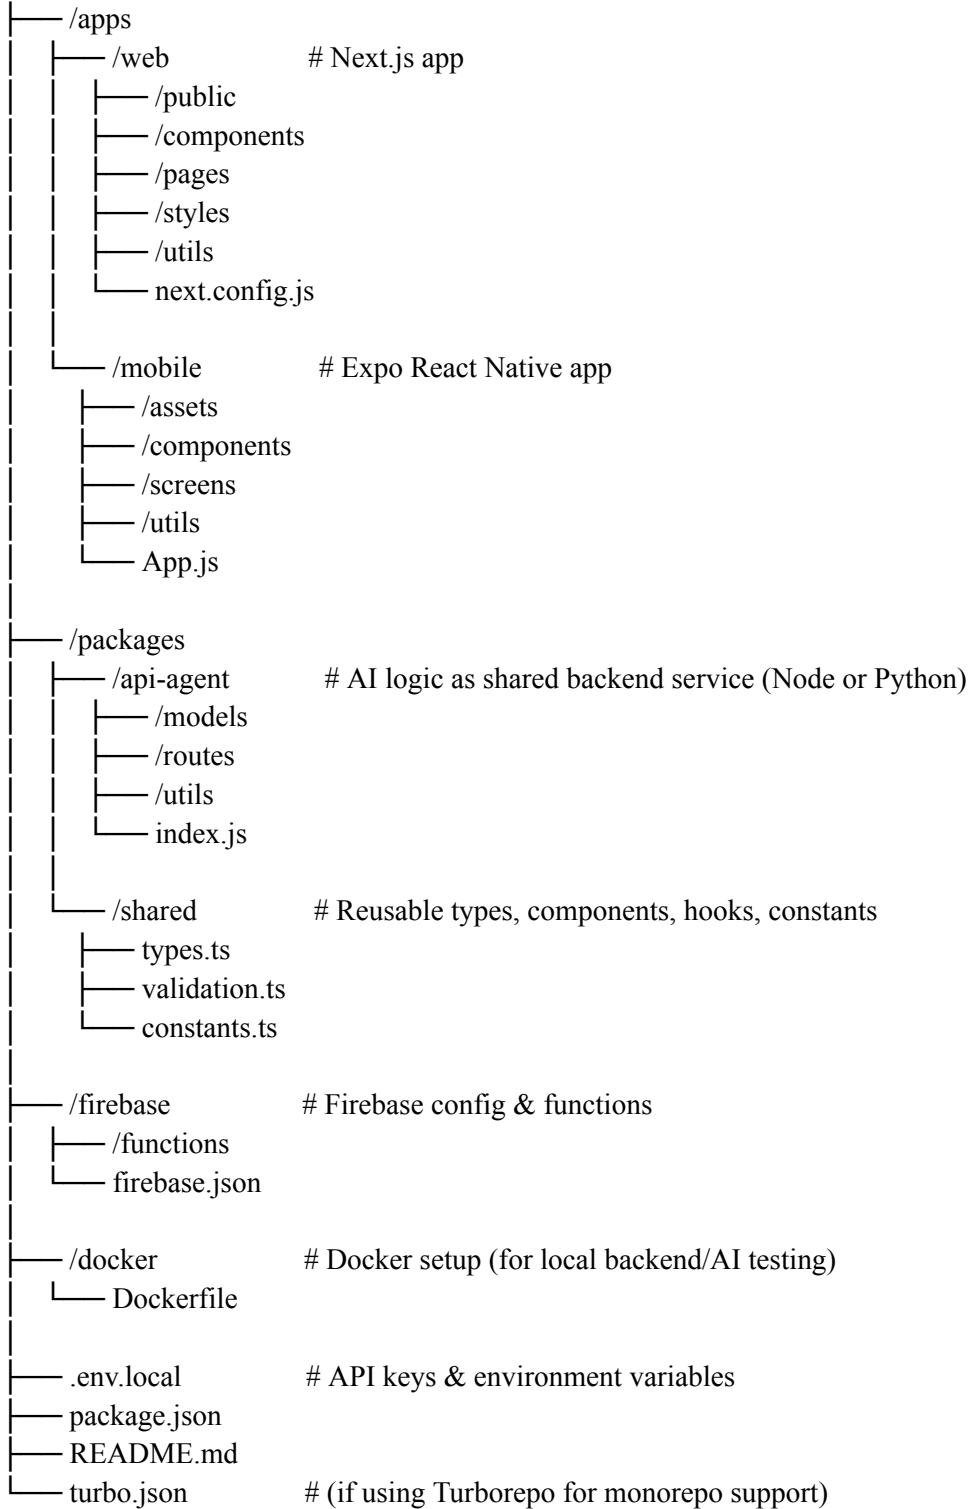 ├── /apps
│   ├── /web                  # Next.js app
│   │   ├── /public
│   │   ├── /components
│   │   ├── /pages
│   │   ├── /styles
│   │   ├── /utils
│   │   └── next.config.js
│   │
│   └── /mobile               # Expo React Native app
│       ├── /assets
│       ├── /components
│       ├── /screens
│       ├── /utils
│       └── App.js
│
├── /packages
│   ├── /api-agent            # AI logic as shared backend service (Node or Python)
│   │   ├── /models
│   │   ├── /routes
│   │   ├── /utils
│   │   └── index.js
│   │
│   └── /shared               # Reusable types, components, hooks, constants
│       ├── types.ts
│       ├── validation.ts
│       └── constants.ts
│
├── /firebase                 # Firebase config & functions
│   ├── /functions
│   └── firebase.json
│
├── /docker                   # Docker setup (for local backend/AI testing)
│   └── Dockerfile
│
├── .env.local                # API keys & environment variables
├── package.json
├── README.md
└── turbo.json                # (if using Turborepo for monorepo support)